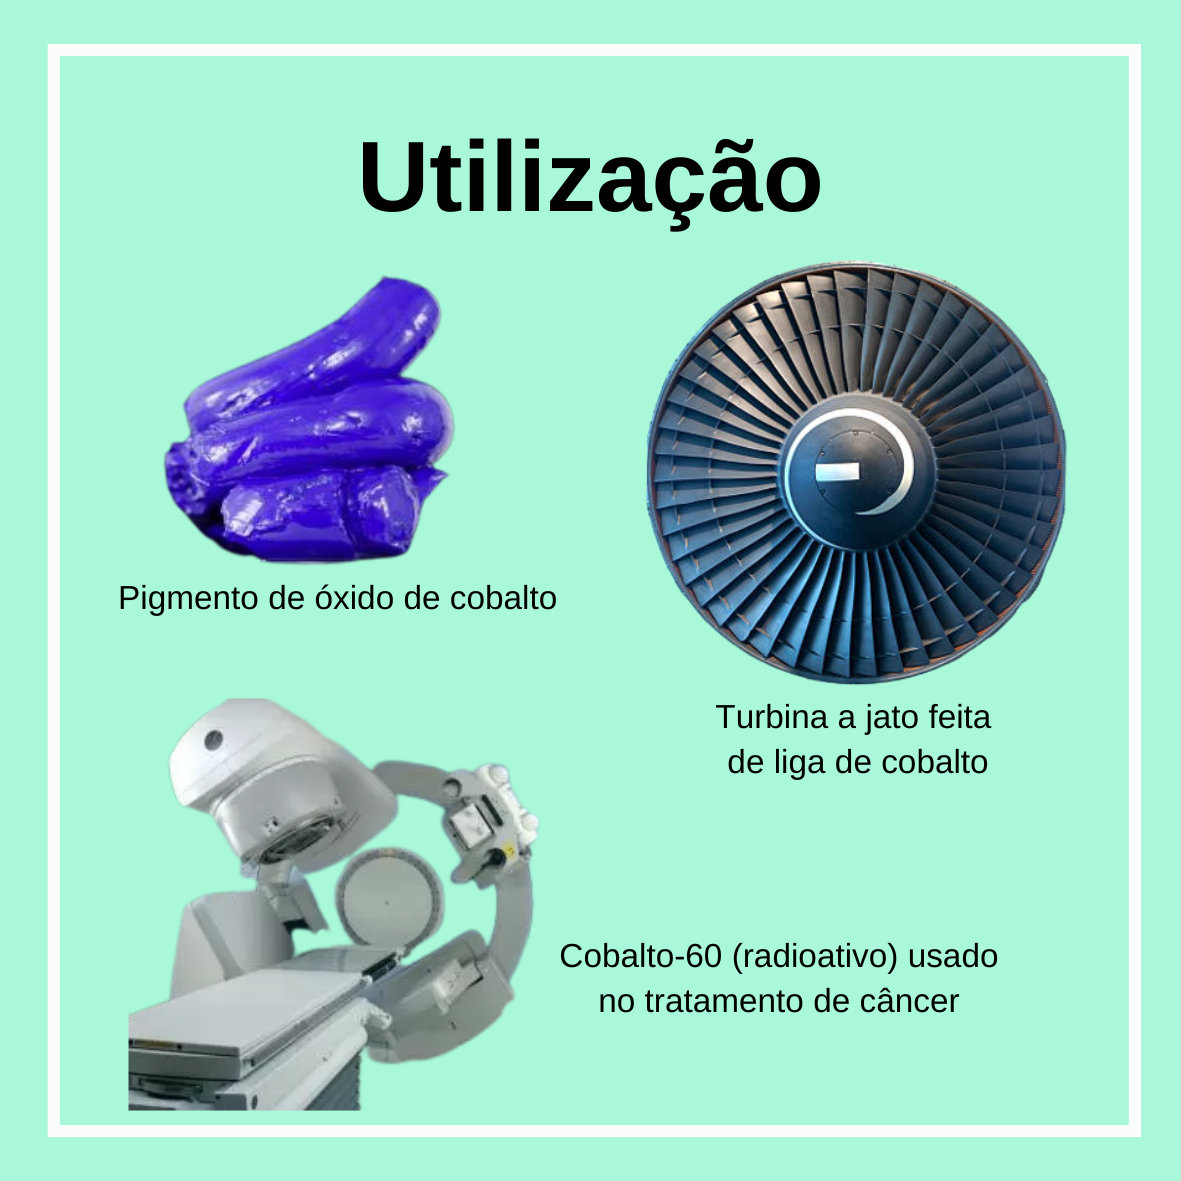 Utilização
Pigmento de óxido de cobalto
Turbina a jato feita
de liga de cobalto
Cobalto-60 (radioativo) usado
no tratamento de câncer